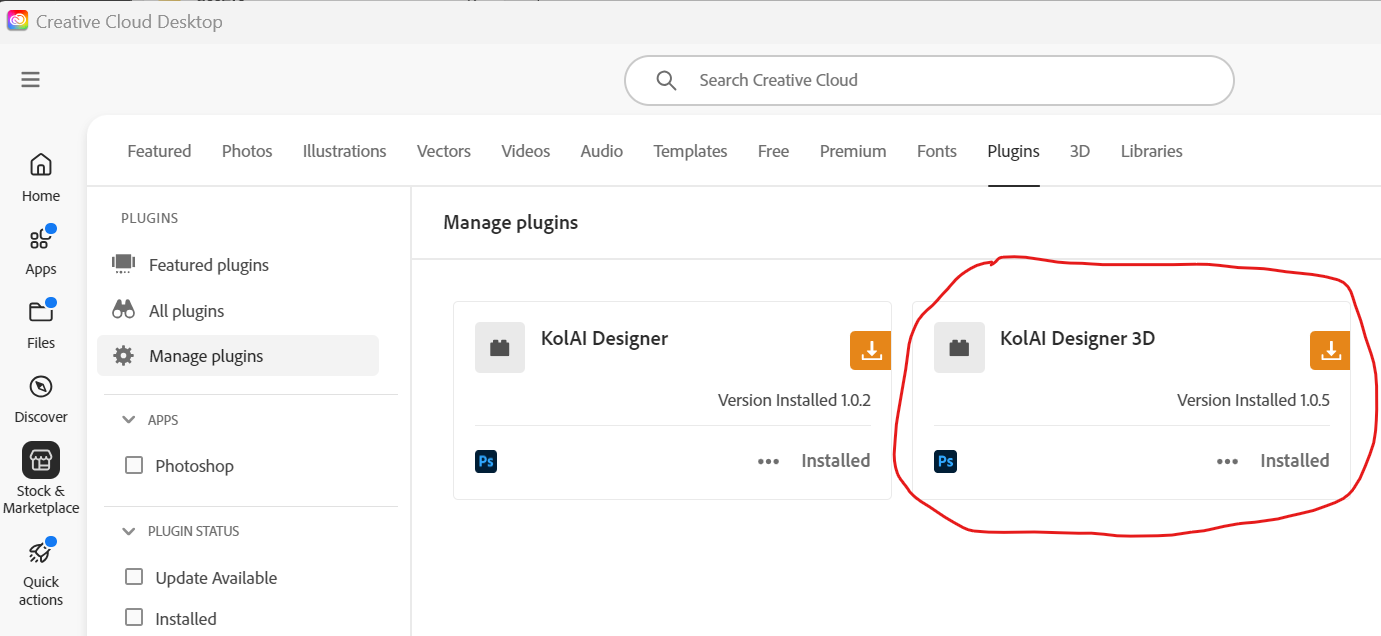 Creative Cloud Desktop
Search Creative Cloud
Featured Photos Illustrations Vectors Videos Audio Templates Free Premium Fonts Plugins 3D Libraries
Home
Apps
Files
Discover
Stock &
Marketplace
Quick
actions
PLUGINS
Featured plugins
All plugins
Manage plugins
APPS
Photoshop
PLUGIN STATUS
Update Available
Installed
Manage plugins
KolAI Designer
Version Installed 1.0.2
Ps ••• Installed
KolAI Designer 3D
Version Installed 1.0.5
Ps ••• Installed